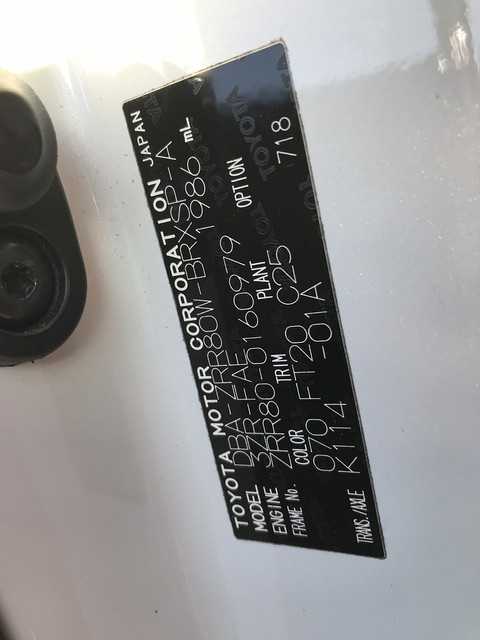 TOYOTA MOTOR CORPORATION JAPAN
MODEL DBA-ZRR80W-BRXSP-A
ENGINE 3ZR-FAE 1986 mL
FRAME No. ZRR80-0160979
COLOR TRIM PLANT OPTION
070 FT20 C25 718
TRANS./AXLE K114 -01A